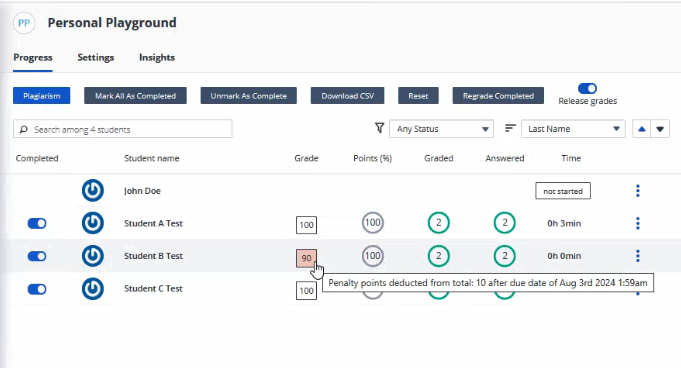 PP Personal Playground
Progress Settings Insights
Plagiarism Mark All As Completed Unmark As Complete Download CSV Reset Regrade Completed Release grades
Search among 4 students Any Status Last Name
Completed Student name Grade Points (%) Graded Answered Time
John Doe not started
Student A Test 100 100 2 2 0h 3min
Student B Test 90 100 2 2 0h 0min
Penalty points deducted from total: 10 after due date of Aug 3rd 2024 1:59am
Student C Test 100